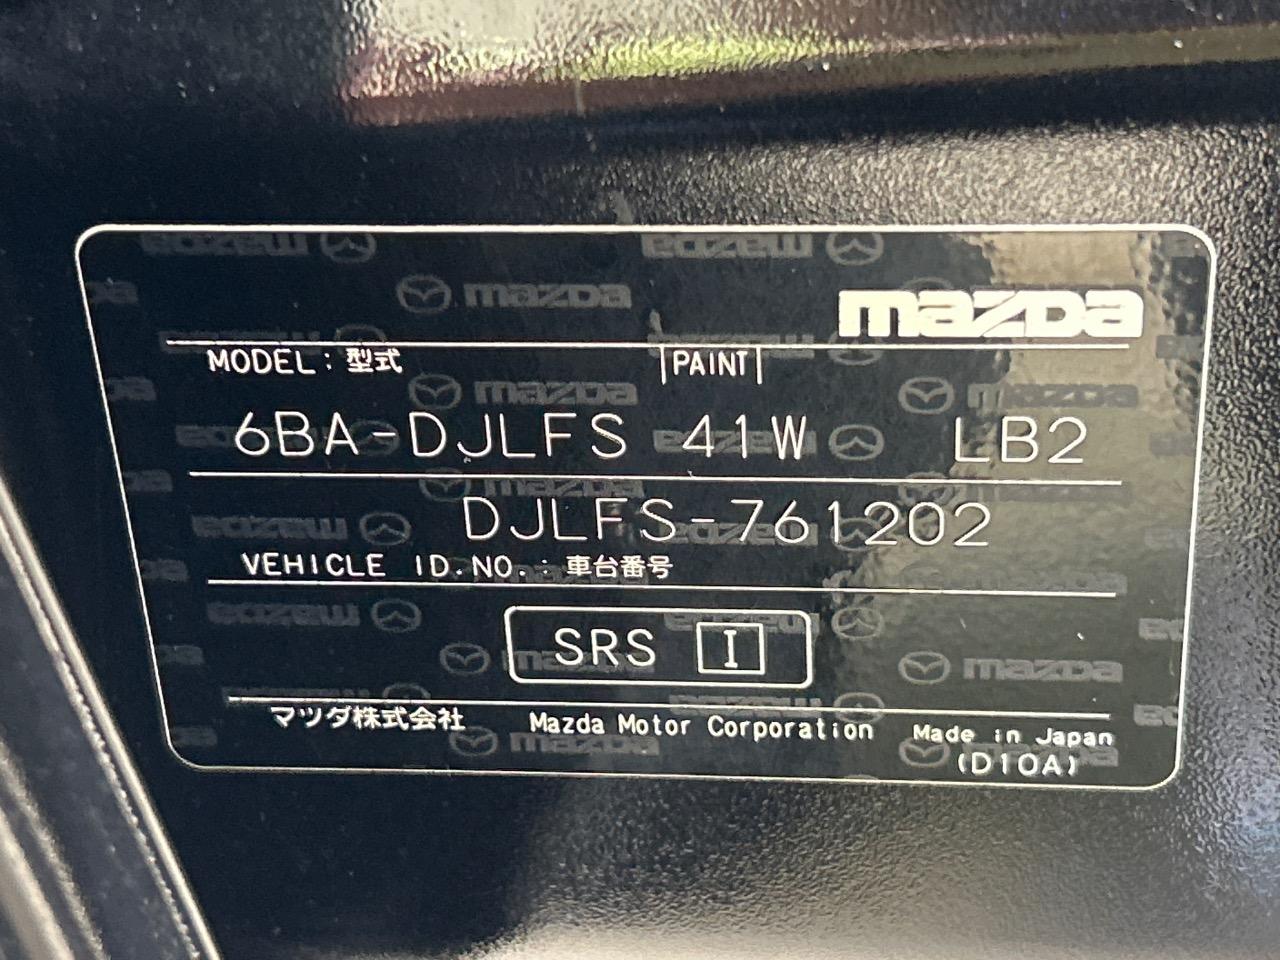 mazda
MODEL: 型式 PAINT
6BA-DJLFS 41W LB2
DJLFS-761202
VEHICLE ID.NO.: 車台番号
SRS I
マツダ株式会社 Mazda Motor Corporation Made in Japan
(D10A)